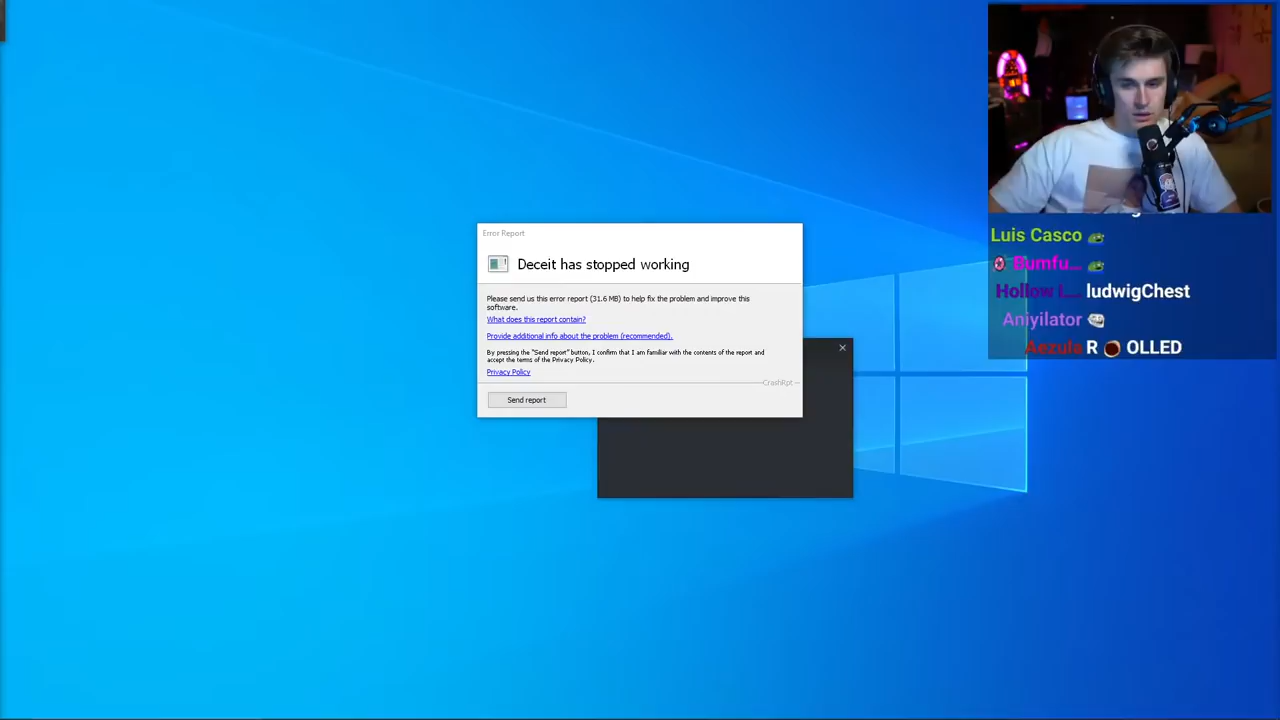 Error Report
Deceit has stopped working
Please send us this error report (31.6 MB) to help fix the problem and improve this
software.
What does this report contain?
Provide additional info about the problem (recommended).
By pressing the "Send report" button, I confirm that I am familiar with the contents of the report and
accept the terms of the Privacy Policy.
Privacy Policy
CrashRpt
Send report
Luis Casco
Bumfu...
Hollow I... ludwigChest
Aniyilator
Aezula R OLLED